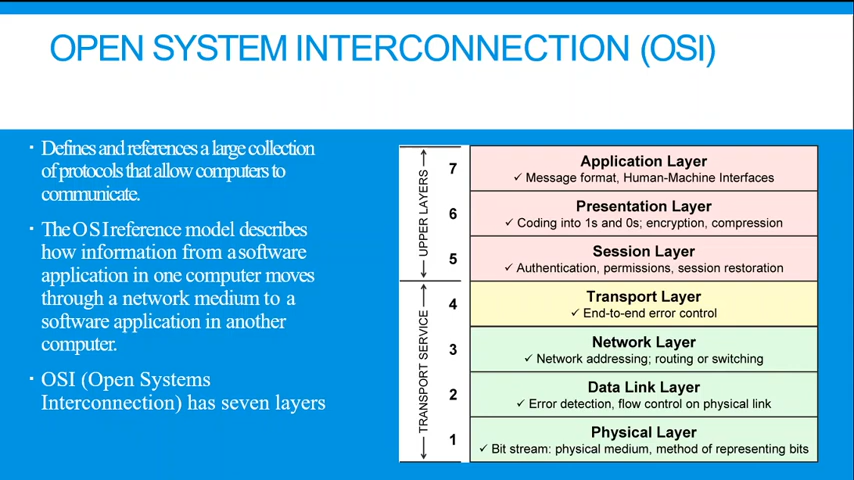 OPEN SYSTEM INTERCONNECTION (OSI)
Defines and references a large collection
of protocols that allow computers to
communicate.
The OSI reference model describes
how information from a software
application in one computer moves
through a network medium to a
software application in another
computer.
OSI (Open Systems
Interconnection) has seven layers
UPPER LAYERS
TRANSPORT SERVICE
7
Application Layer
✓ Message format, Human-Machine Interfaces
6
Presentation Layer
✓ Coding into 1s and 0s; encryption, compression
5
Session Layer
✓ Authentication, permissions, session restoration
4
Transport Layer
✓ End-to-end error control
3
Network Layer
✓ Network addressing; routing or switching
2
Data Link Layer
✓ Error detection, flow control on physical link
1
Physical Layer
✓ Bit stream: physical medium, method of representing bits